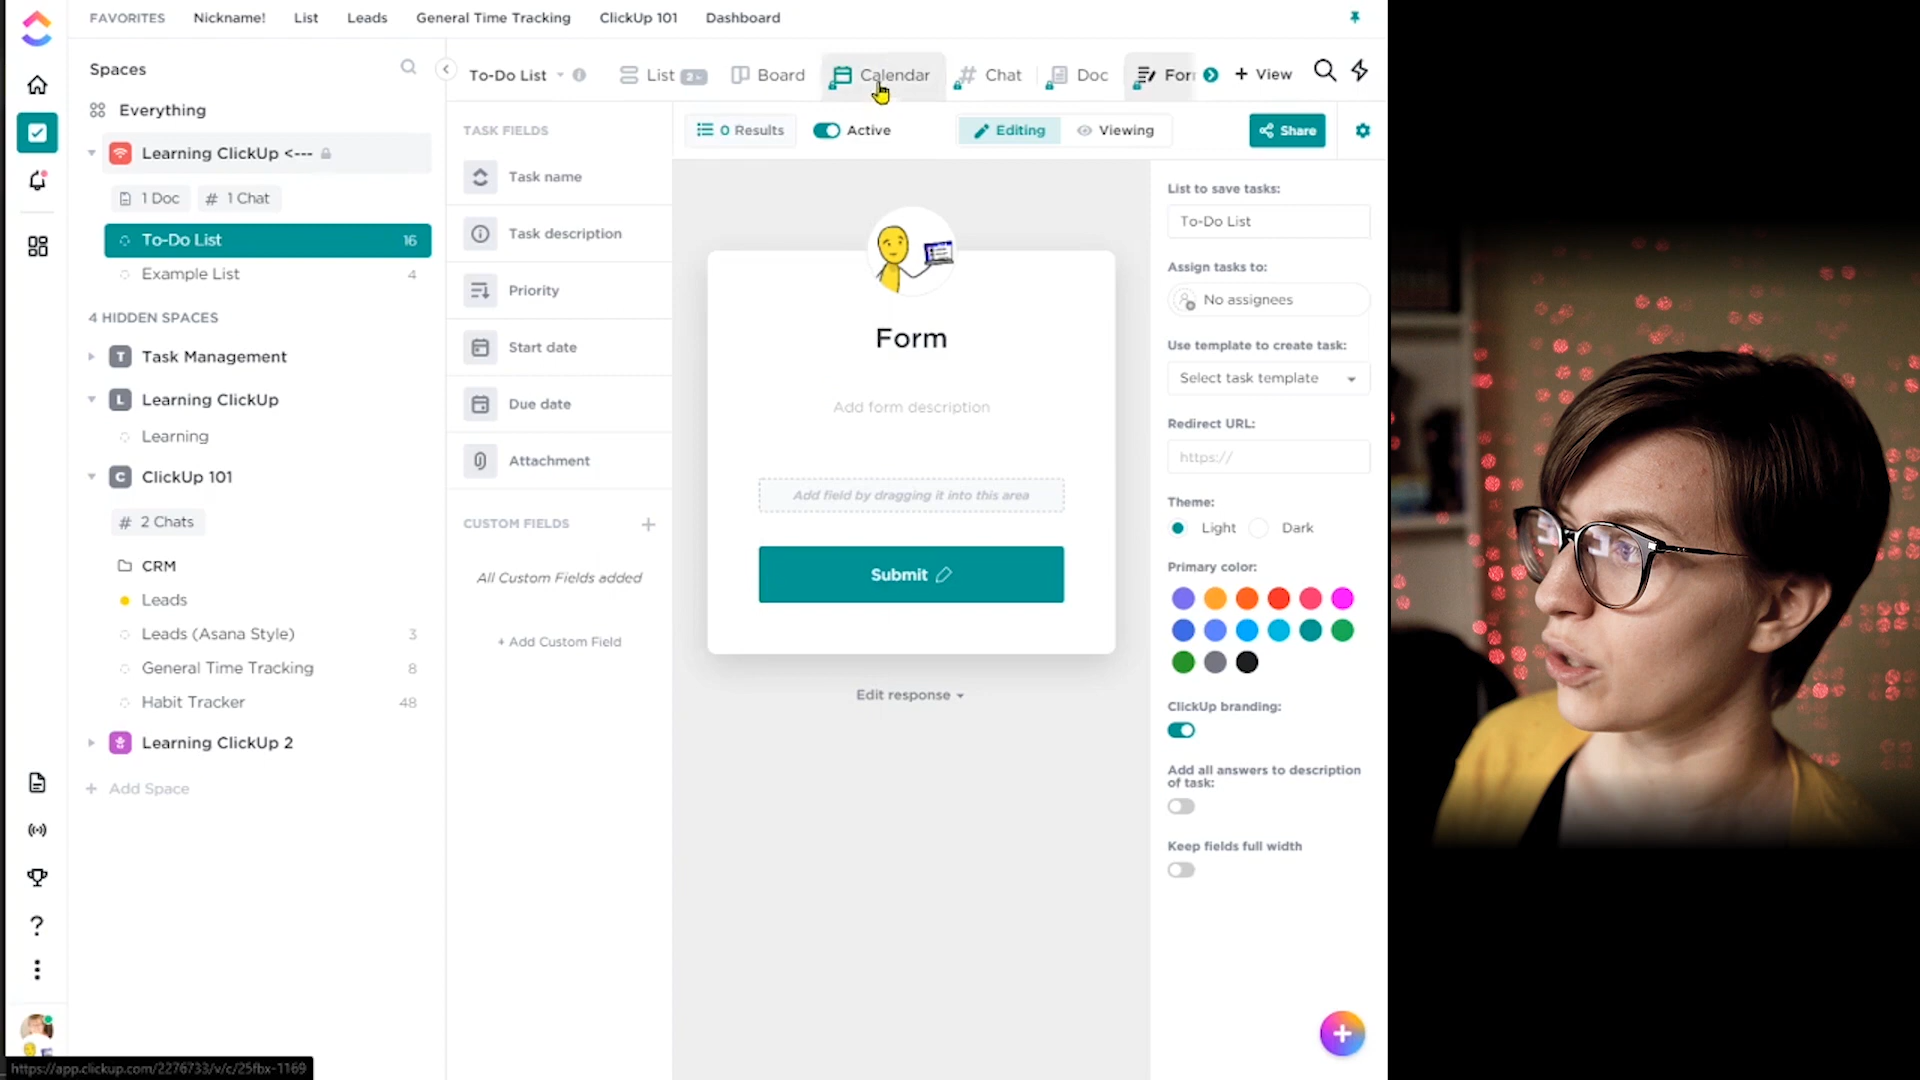 FAVORITES Nickname! List Leads General Time Tracking ClickUp 101 Dashboard
Spaces
Everything
Learning ClickUp <---
1 Doc # 1 Chat
To-Do List 16
Example List 4
4 HIDDEN SPACES
T Task Management
L Learning ClickUp
Learning
C ClickUp 101
# 2 Chats
CRM
Leads
Leads (Asana Style) 3
General Time Tracking 8
Habit Tracker 48
Learning ClickUp 2
+ Add Space
?
https://app.clickup.com/2276733/v/c/25fbx-1169
To-Do List List Board Calendar # Chat Doc For + View
TASK FIELDS
Task name
Task description
Priority
Start date
Due date
Attachment
CUSTOM FIELDS +
All Custom Fields added
+ Add Custom Field
0 Results Active Editing Viewing Share
Form
Add form description
Add field by dragging it into this area
Submit
Edit response
List to save tasks:
To-Do List
Assign tasks to:
No assignees
Use template to create task:
Select task template
Redirect URL:
https://
Theme:
Light Dark
Primary color:
ClickUp branding:
Add all answers to description
of task:
Keep fields full width